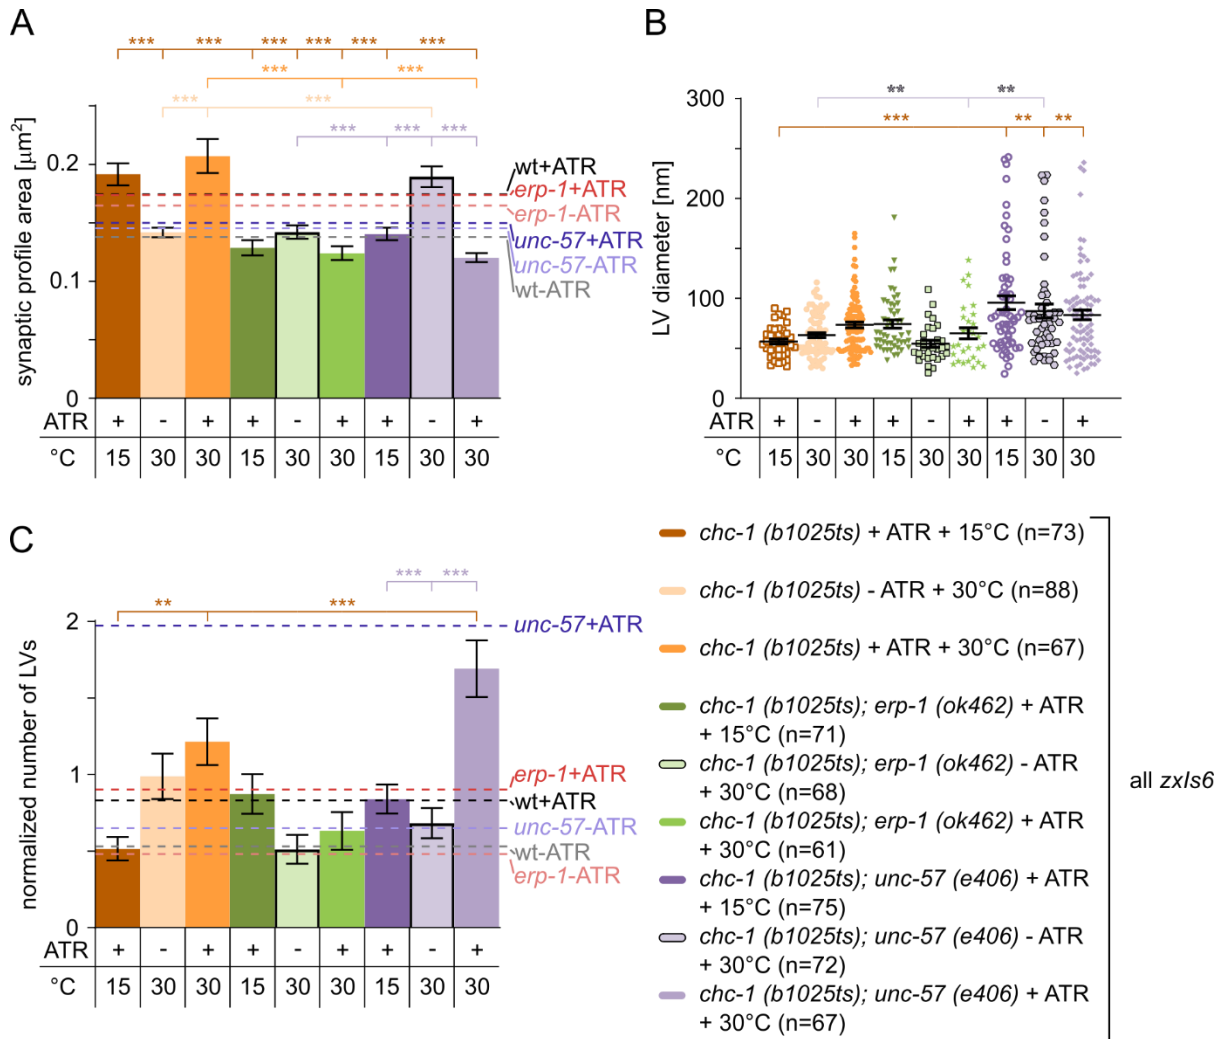 A
*** *** *** *** *** ***
*** ***
*** ***
*** *** ***
synaptic profile area [μm²]
0.2
0.1
0
wt+ATR
erp-1+ATR
erp-1-ATR
unc-57+ATR
unc-57-ATR
wt-ATR
ATR + - + + - + + - +
°C 15 30 30 15 30 30 15 30 30
B
** **
*** ** **
LV diameter [nm]
300
200
100
0
ATR + - + + - + + - +
°C 15 30 30 15 30 30 15 30 30
C
*** ***
** ***
normalized number of LVs
2
1
0
unc-57+ATR
erp-1+ATR
wt+ATR
unc-57-ATR
wt-ATR
erp-1-ATR
ATR + - + + - + + - +
°C 15 30 30 15 30 30 15 30 30
chc-1 (b1025ts) + ATR + 15°C (n=73)
chc-1 (b1025ts) - ATR + 30°C (n=88)
chc-1 (b1025ts) + ATR + 30°C (n=67)
chc-1 (b1025ts); erp-1 (ok462) + ATR
+ 15°C (n=71)
chc-1 (b1025ts); erp-1 (ok462) - ATR
+ 30°C (n=68)
chc-1 (b1025ts); erp-1 (ok462) + ATR
+ 30°C (n=61)
chc-1 (b1025ts); unc-57 (e406) + ATR
+ 15°C (n=75)
chc-1 (b1025ts); unc-57 (e406) - ATR
+ 30°C (n=72)
chc-1 (b1025ts); unc-57 (e406) + ATR
+ 30°C (n=67)
all zxIs6